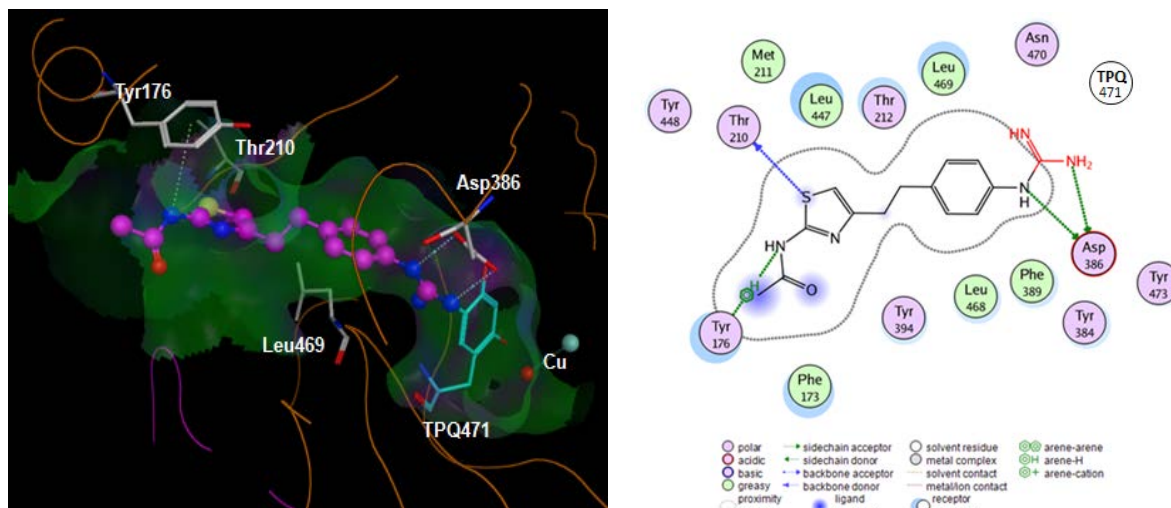 Tyr176
Thr210
Asp386
Leu469
Cu
TPQ471
Asn
470
Met
211
Leu
469
TPQ
471
Tyr
448
Thr
210
Leu
447
Thr
212
NH
NH₂
N
H
S
N
HN
O
H
Asp
386
Tyr
473
Phe
389
Leu
468
Tyr
384
Tyr
394
Tyr
176
Phe
173
polar
acidic
basic
greasy
proximity
sidechain acceptor
sidechain donor
backbone acceptor
backbone donor
ligand
solvent residue
metal complex
solvent contact
metal/ion contact
receptor
arene-arene
H arene-H
+ arene-cation